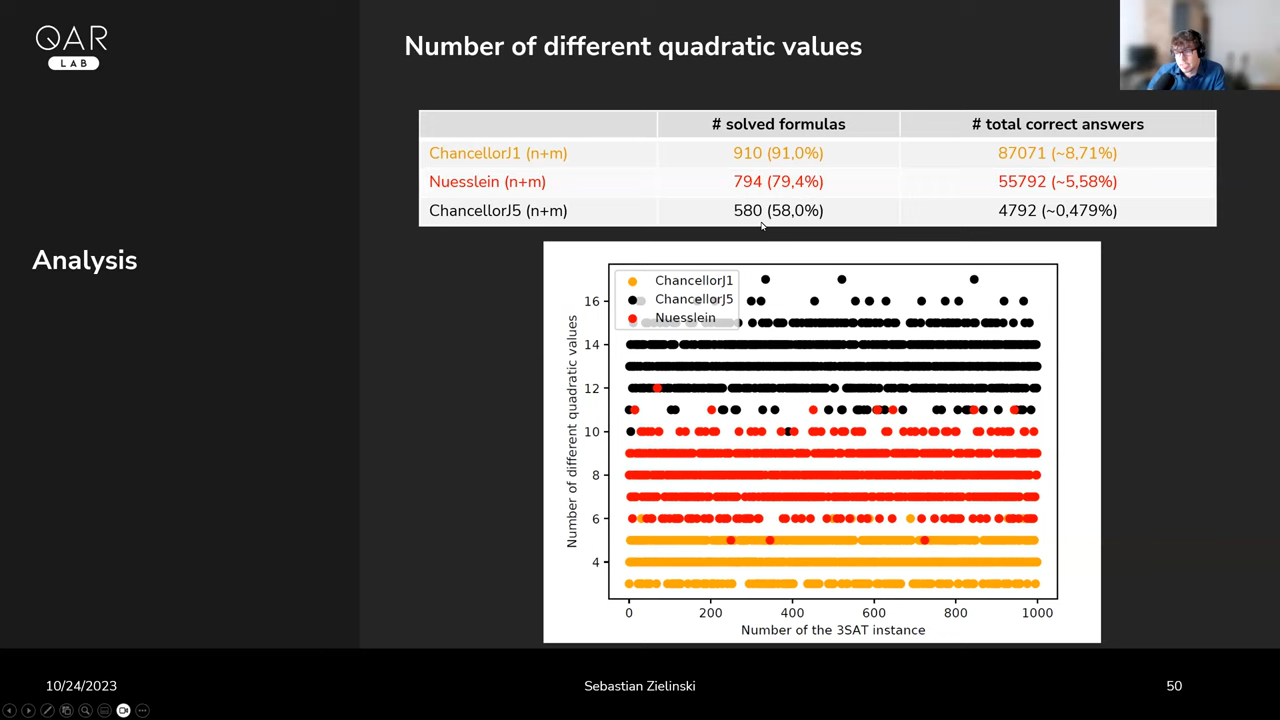 QAR
LAB
Number of different quadratic values
# solved formulas
# total correct answers
ChancellorJ1 (n+m)
910 (91,0%)
87071 (~8,71%)
Nuesslein (n+m)
794 (79,4%)
55792 (~5,58%)
ChancellorJ5 (n+m)
580 (58,0%)
4792 (~0,479%)
Analysis
ChancellorJ1
ChancellorJ5
Nuesslein
Number of different quadratic values
16
14
12
10
8
6
4
0
200
400
600
800
1000
Number of the 3SAT instance
10/24/2023
Sebastian Zielinski
50